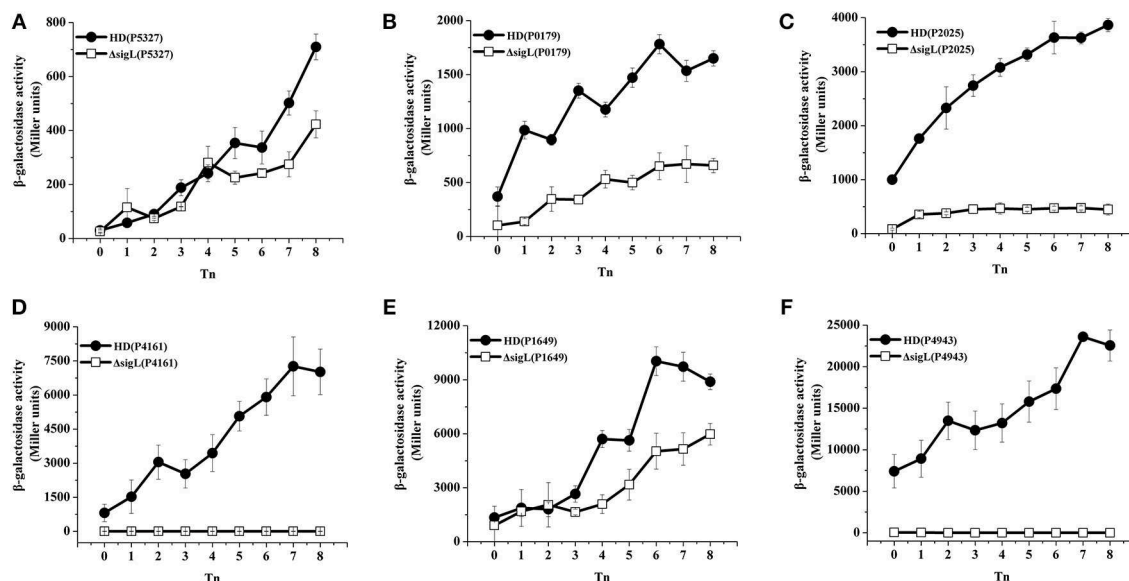 A
HD(P5327)
ΔsigL(P5327)
β-galactosidase activity
(Miller units)
800
600
400
200
0
0 1 2 3 4 5 6 7 8
Tn
B
HD(P0179)
ΔsigL(P0179)
β-galactosidase activity
(Miller units)
2000
1500
1000
500
0
0 1 2 3 4 5 6 7 8
Tn
C
HD(P2025)
ΔsigL(P2025)
β-galactosidase activity
(Miller units)
4000
3000
2000
1000
500
0
0 1 2 3 4 5 6 7 8
Tn
D
HD(P4161)
ΔsigL(P4161)
β-galactosidase activity
(Miller units)
9000
7500
6000
4500
3000
1500
0
0 1 2 3 4 5 6 7 8
Tn
E
HD(P1649)
ΔsigL(P1649)
β-galactosidase activity
(Miller units)
12000
9000
6000
3000
0
0 1 2 3 4 5 6 7 8
Tn
F
HD(P4943)
ΔsigL(P4943)
β-galactosidase activity
(Miller units)
25000
20000
15000
10000
5000
0
0 1 2 3 4 5 6 7 8
Tn